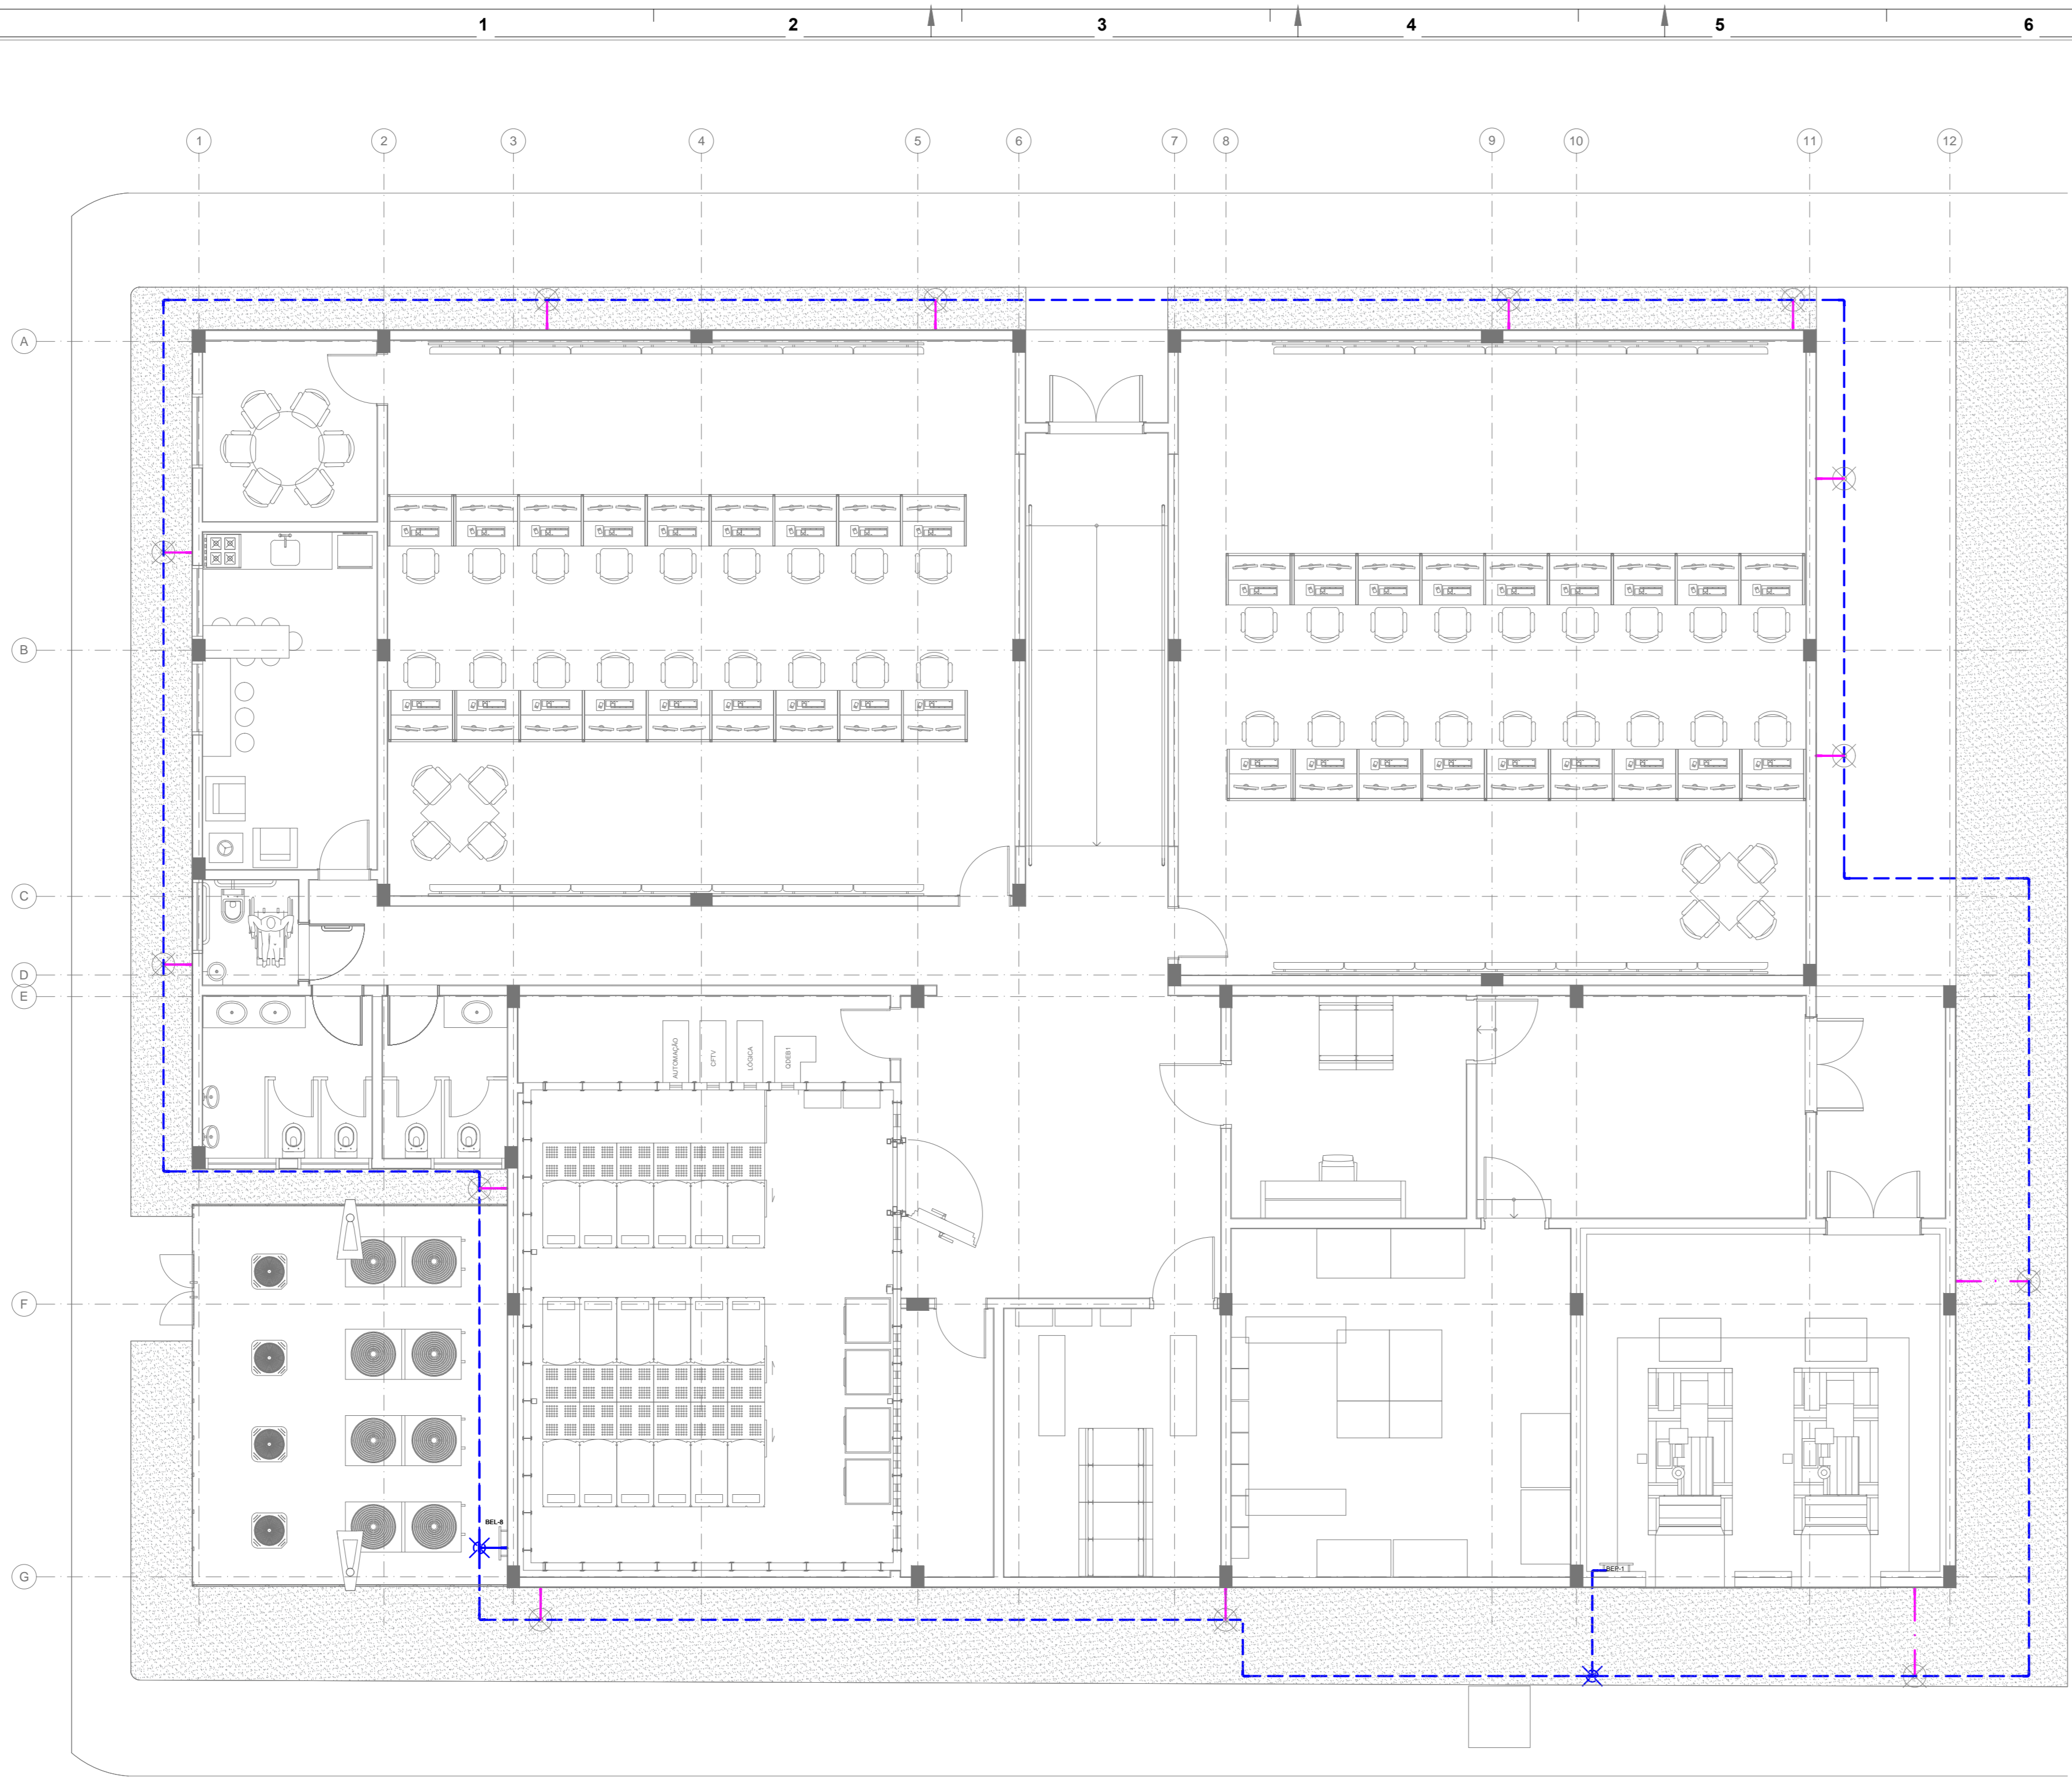 1 2 3 4 5 6
1 2 3 4 5 6 7 8 9 10 11 12
A
B
C
D
E
AUTOMAÇÃO
CFTV
LÓGICA
QDEB1
F
BEL-8
G
BEP-1